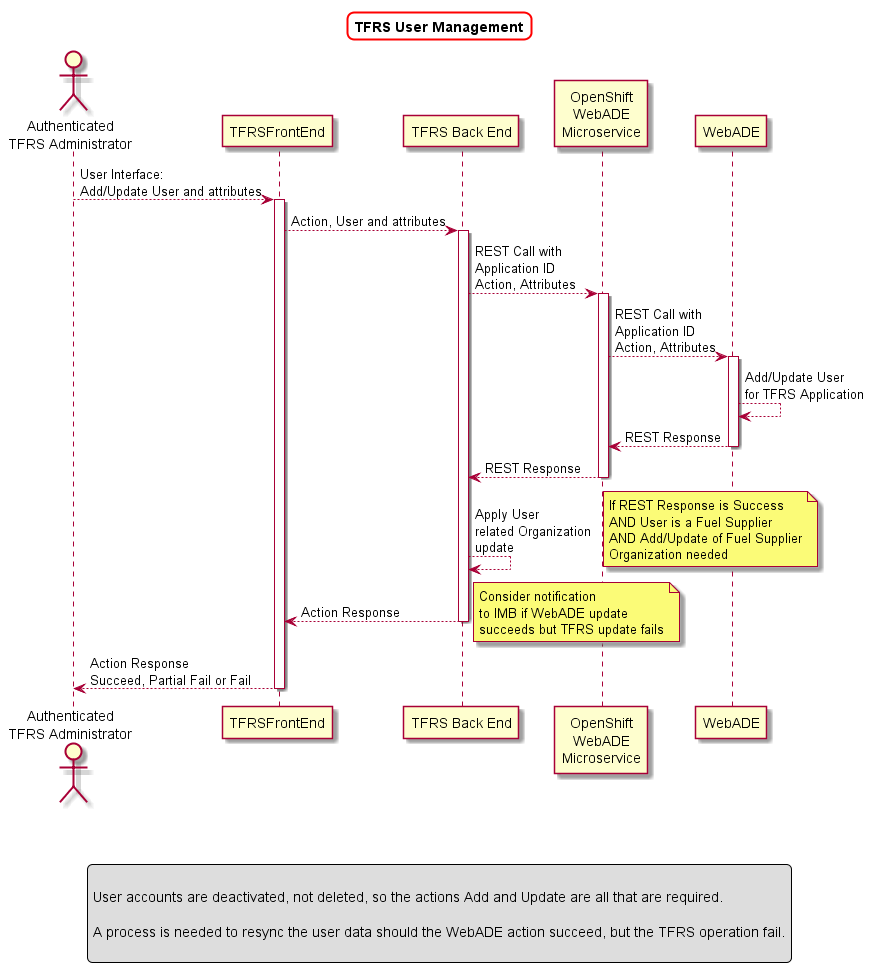 TFRS User Management
Authenticated
TFRS Administrator
TFRSFrontEnd
TFRS Back End
OpenShift
WebADE
Microservice
WebADE
User Interface:
Add/Update User and attributes
Action, User and attributes
REST Call with
Application ID
Action, Attributes
REST Call with
Application ID
Action, Attributes
Add/Update User
for TFRS Application
REST Response
REST Response
If REST Response is Success
AND User is a Fuel Supplier
AND Add/Update of Fuel Supplier
Organization needed
Apply User
related Organization
update
Consider notification
to IMB if WebADE update
succeeds but TFRS update fails
Action Response
Action Response
Succeed, Partial Fail or Fail
Authenticated
TFRS Administrator
TFRSFrontEnd
TFRS Back End
OpenShift
WebADE
Microservice
WebADE
User accounts are deactivated, not deleted, so the actions Add and Update are all that are required.
A process is needed to resync the user data should the WebADE action succeed, but the TFRS operation fail.